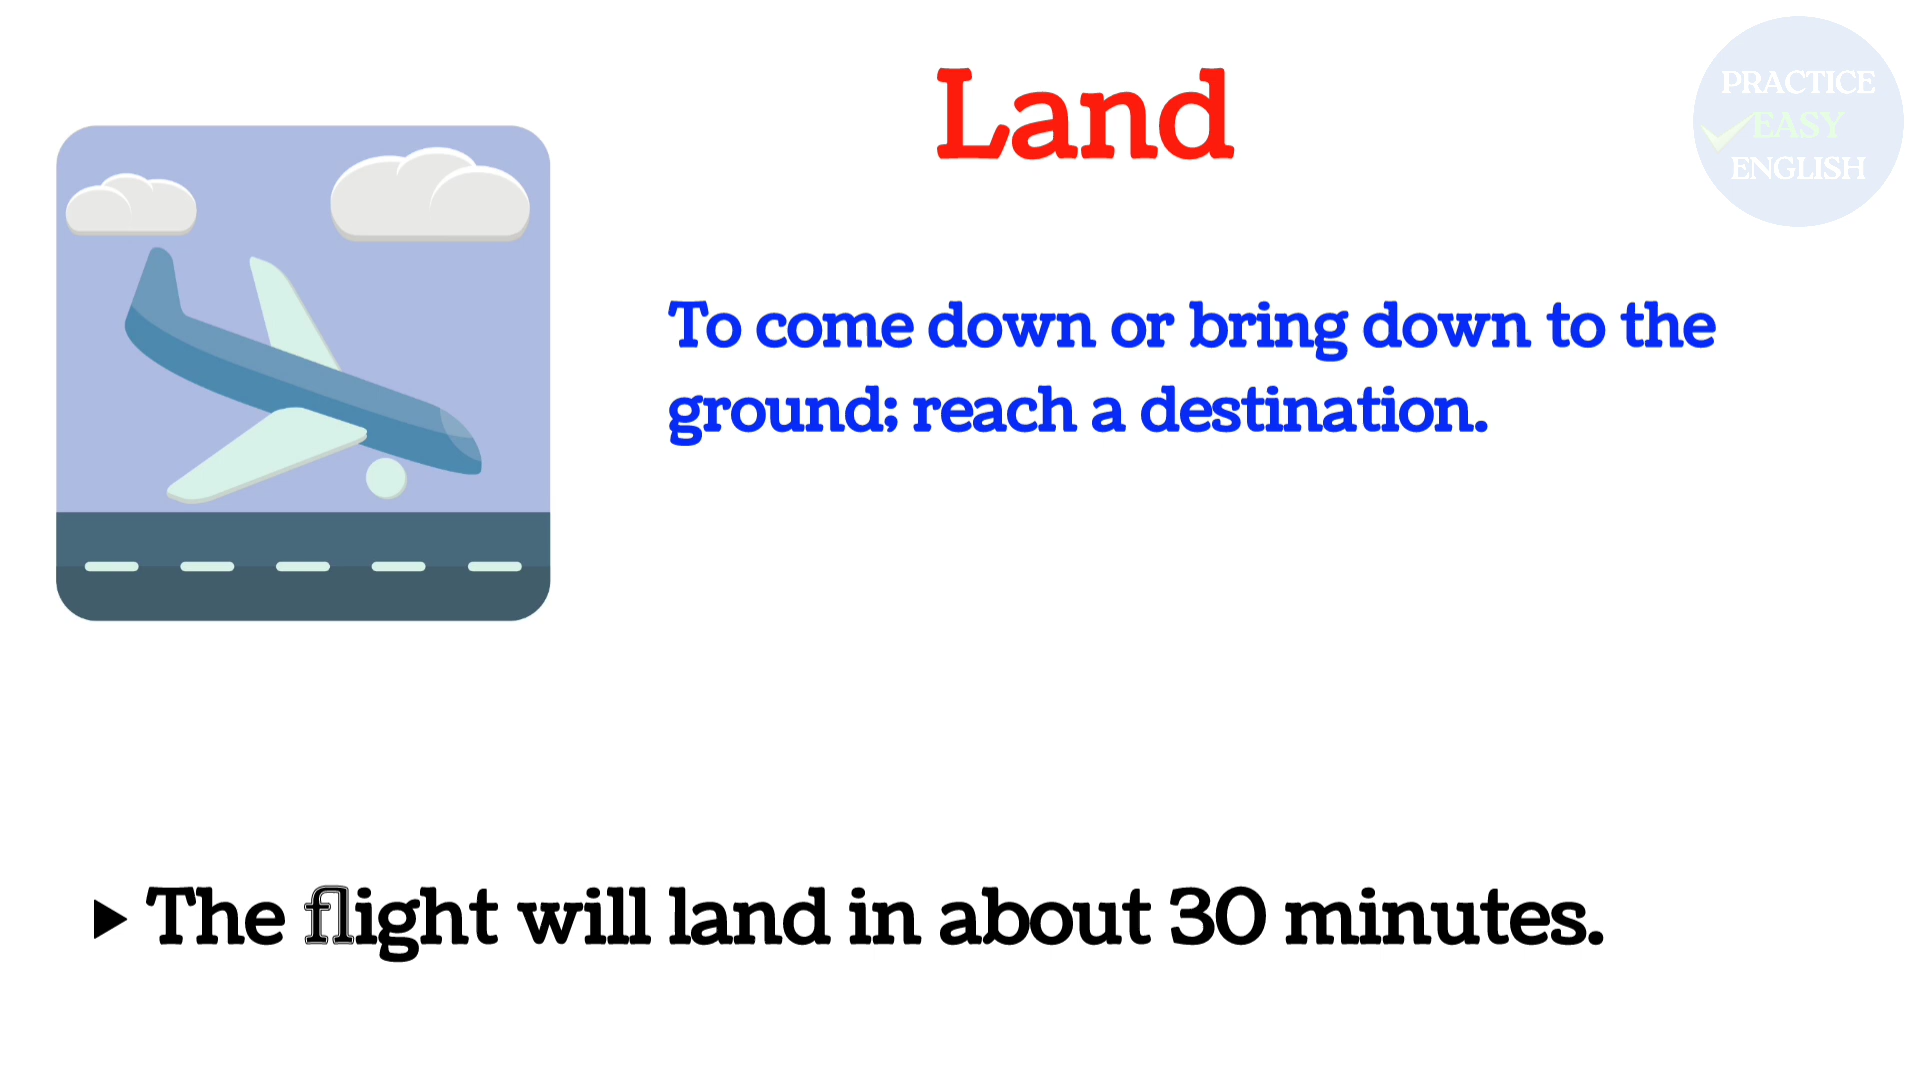 Land
PRACTICE
EASY
ENGLISH
To come down or bring down to the
ground; reach a destination.
The flight will land in about 30 minutes.